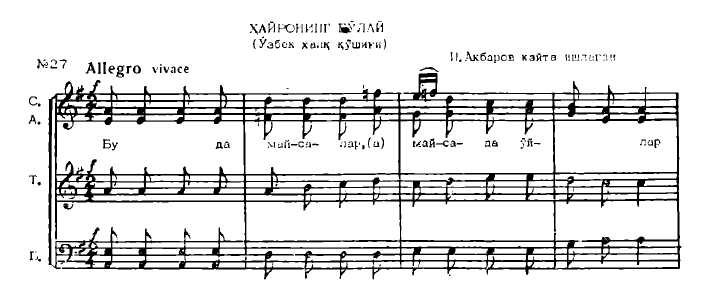 ҲАЙРОНИНГ БЎЛАЙ
(Ўзбек халқ қўшиғи)
№27
Allegro vivace
И. Акбаров қайта ишлаган
С.
А.
Бу да май-са- лар,(а) май-са- да ўй- лар
Т.
Б.